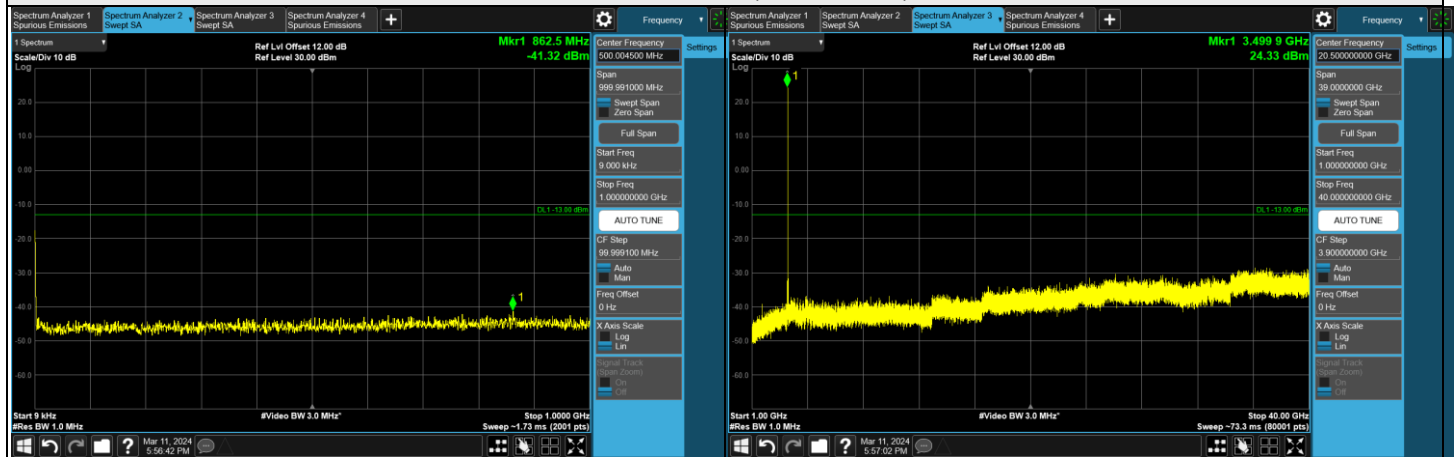 Spectrum Analyzer 1
Spurious Emissions
Spectrum Analyzer 2
Swept SA
Spectrum Analyzer 3
Swept SA
Spectrum Analyzer 4
Spurious Emissions
+
Frequency
1 Spectrum
Scale/Div 10 dB
Log
Ref Lvl Offset 12.00 dB
Ref Level 30.00 dBm
Mkr1 862.5 MHz
-41.32 dBm
1
20.0
10.0
0.00
-10.0
-20.0
-30.0
-40.0
-50.0
-60.0
DL1 -13.00 dBm
Start 9 kHz
#Res BW 1.0 MHz
#Video BW 3.0 MHz*
Stop 1.0000 GHz
Sweep ~1.73 ms (2001 pts)
Center Frequency
500.004500 MHz
Settings
Span
999.991000 MHz
Swept Span
Zero Span
Full Span
Start Freq
9.000 kHz
Stop Freq
1.000000000 GHz
AUTO TUNE
CF Step
99.999100 MHz
Auto
Man
Freq Offset
0 Hz
X Axis Scale
Log
Lin
Signal Track
(Span Zoom)
On
Off
?
Mar 11, 2024
5:56:42 PM
Spectrum Analyzer 1
Spurious Emissions
Spectrum Analyzer 2
Swept SA
Spectrum Analyzer 3
Swept SA
Spectrum Analyzer 4
Spurious Emissions
+
Frequency
1 Spectrum
Scale/Div 10 dB
Log
Ref Lvl Offset 12.00 dB
Ref Level 30.00 dBm
Mkr1 3.499 9 GHz
24.33 dBm
1
20.0
10.0
0.00
-10.0
-20.0
-30.0
-40.0
-50.0
-60.0
DL1 -13.00 dBm
Start 1.00 GHz
#Res BW 1.0 MHz
#Video BW 3.0 MHz*
Stop 40.00 GHz
Sweep ~73.3 ms (80001 pts)
Center Frequency
20.500000000 GHz
Settings
Span
39.0000000 GHz
Swept Span
Zero Span
Full Span
Start Freq
1.000000000 GHz
Stop Freq
40.000000000 GHz
AUTO TUNE
CF Step
3.900000000 GHz
Auto
Man
Freq Offset
0 Hz
X Axis Scale
Log
Lin
Signal Track
(Span Zoom)
On
Off
?
Mar 11, 2024
5:57:02 PM